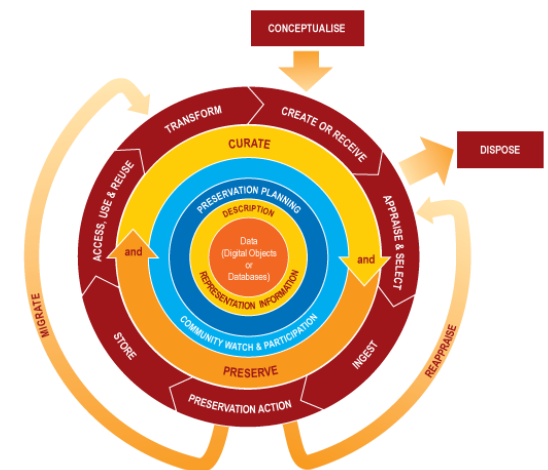 CONCEPTUALISE
DISPOSE
TRANSFORM
CREATE OR RECEIVE
APPRAISE & SELECT
INGEST
PRESERVATION ACTION
STORE
ACCESS, USE & REUSE
CURATE
and
PRESERVE
and
COMMUNITY WATCH & PARTICIPATION
PRESERVATION PLANNING
DESCRIPTION
REPRESENTATION INFORMATION
Data
(Digital Objects
or
Databases)
MIGRATE
REAPPRAISE